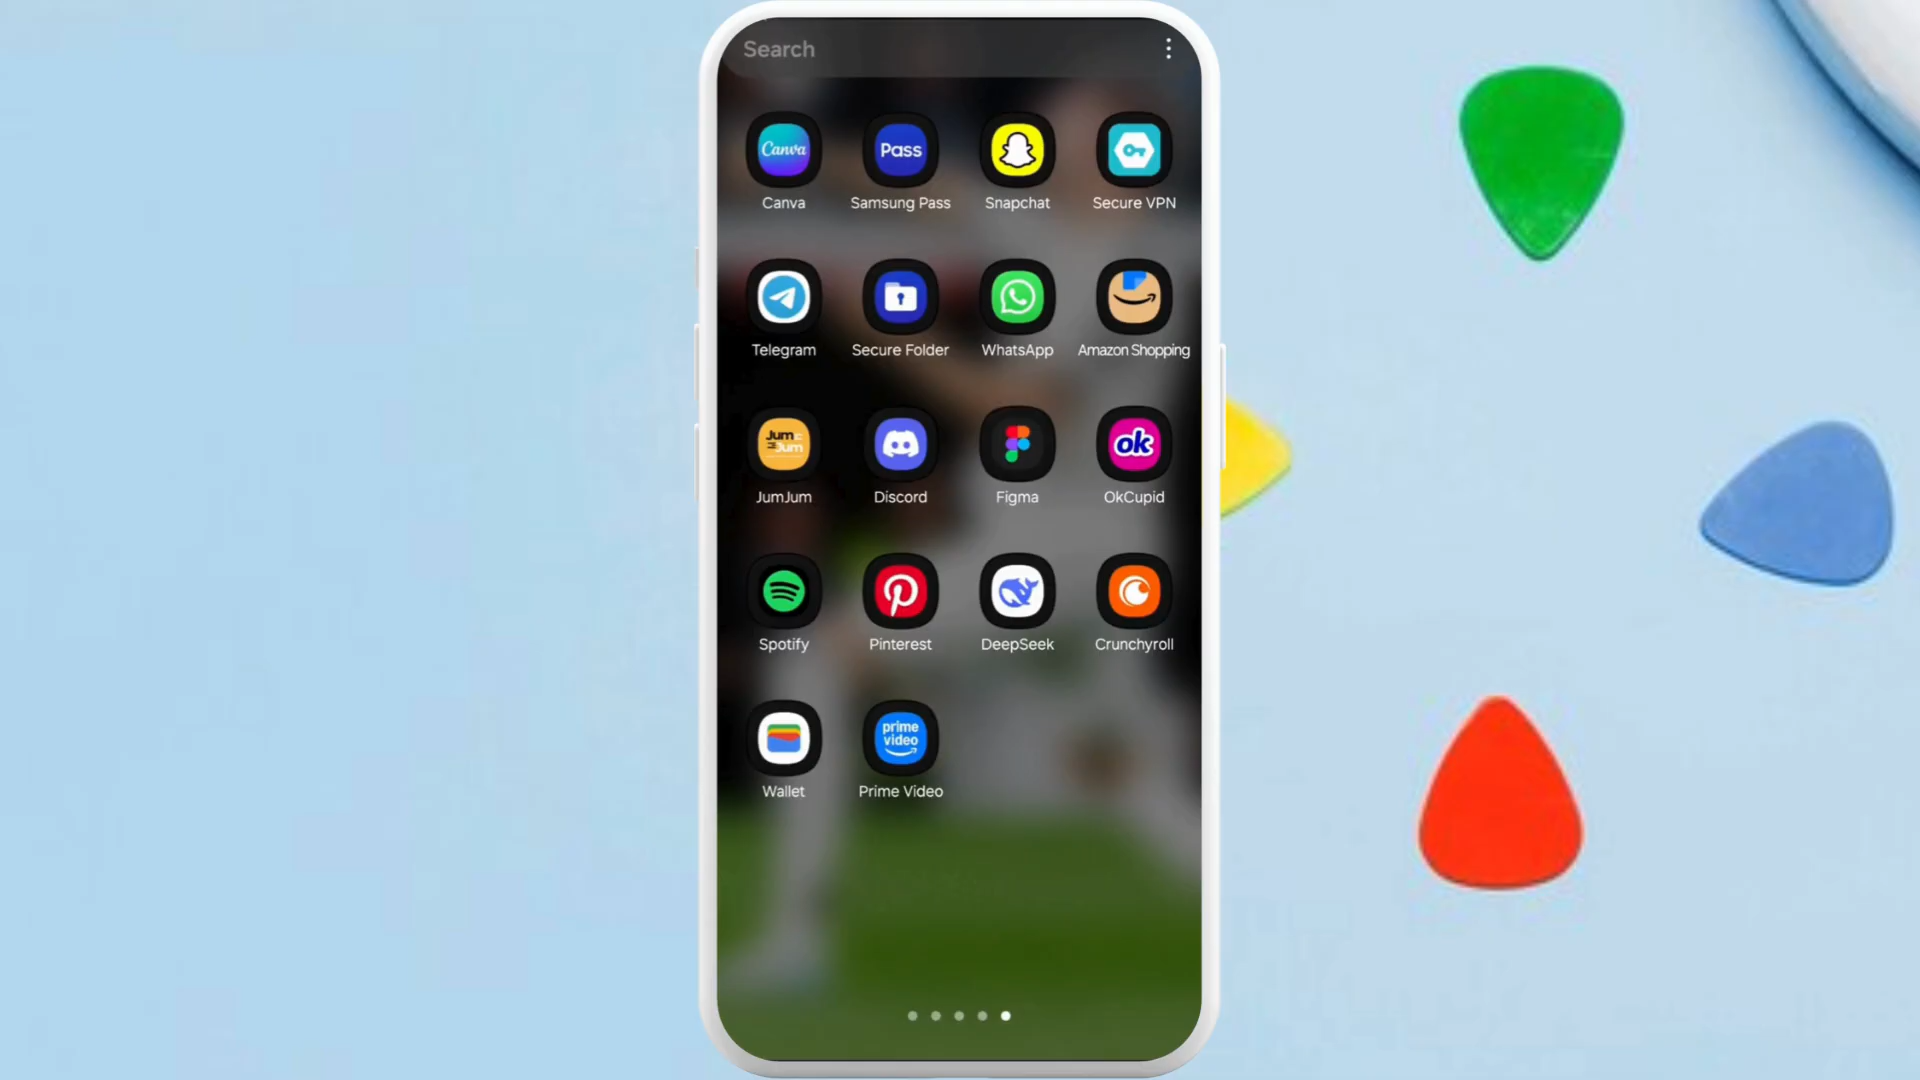 Search
Canva
Pass
Canva
Samsung Pass
Snapchat
Secure VPN
Telegram
Secure Folder
WhatsApp
Amazon Shopping
Jum
Jum
ok
JumJum
Discord
Figma
OkCupid
Spotify
Pinterest
DeepSeek
Crunchyroll
prime
video
Wallet
Prime Video